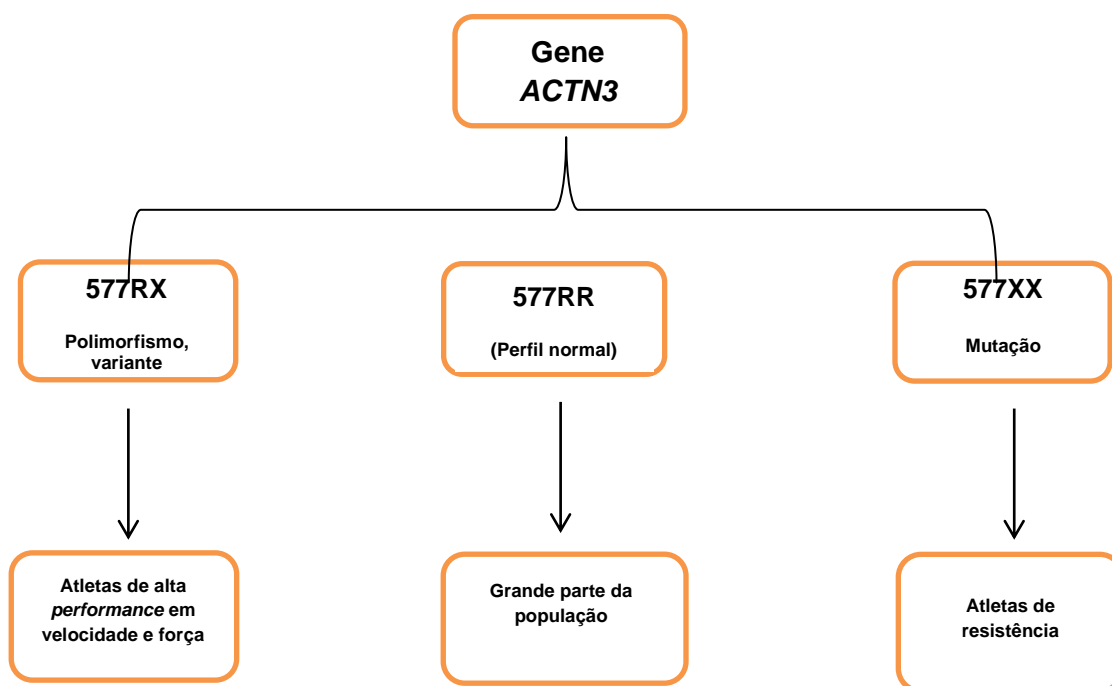 Gene
ACTN3
577RX
Polimorfismo,
variante
577RR
(Perfil normal)
577XX
Mutação
Atletas de alta
performance em
velocidade e força
Grande parte da
população
Atletas de
resistência